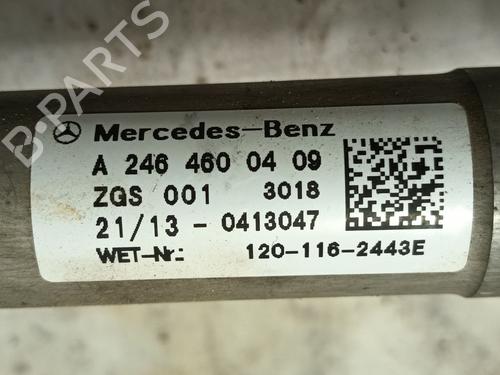 B-PARTS
Mercedes-Benz
A 246 460 04 09
ZGS 001 3018
21/13 - 0413047
WET-Nr.: 120-116-2443E